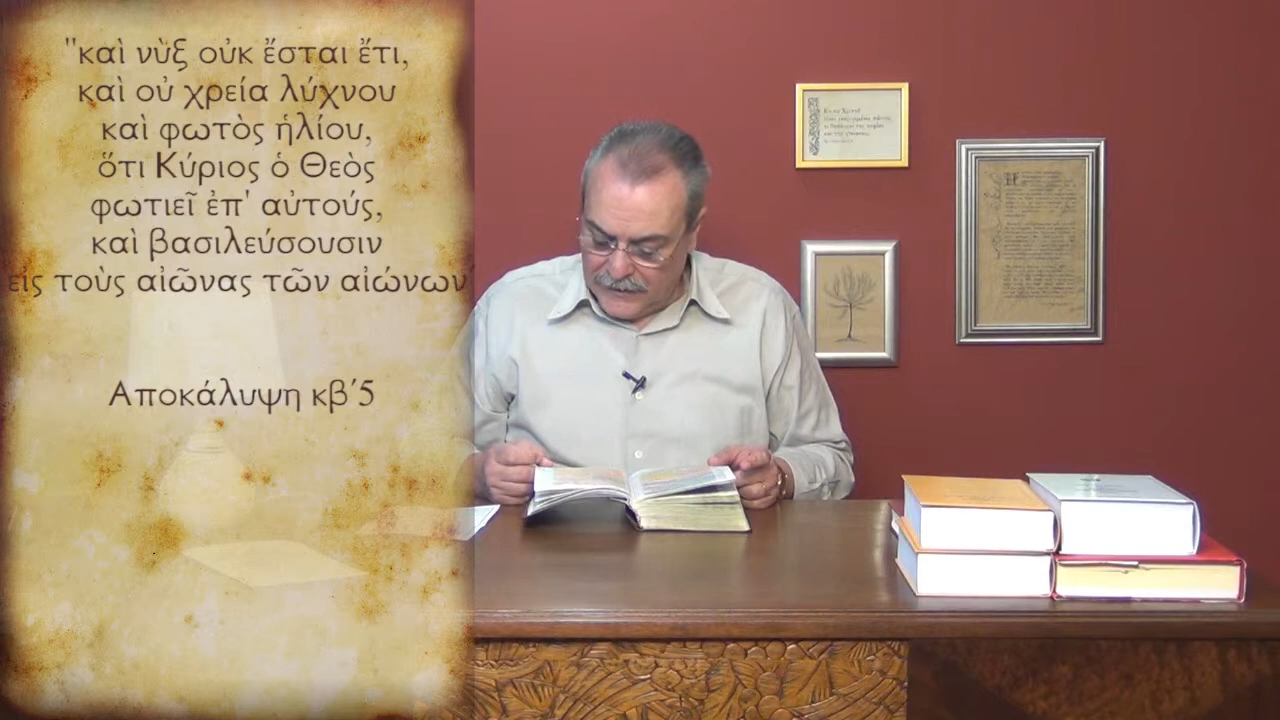 "καὶ νὺξ οὐκ ἔσται ἔτι,
καὶ οὐ χρεία λύχνου
καὶ φωτὸς ἡλίου,
ὅτι Κύριος ὁ Θεὸς
φωτιεῖ ἐπ' αὐτούς,
καὶ βασιλεύσουσιν
εἰς τοὺς αἰῶνας τῶν αἰώνων"
Αποκάλυψη κβ΄5